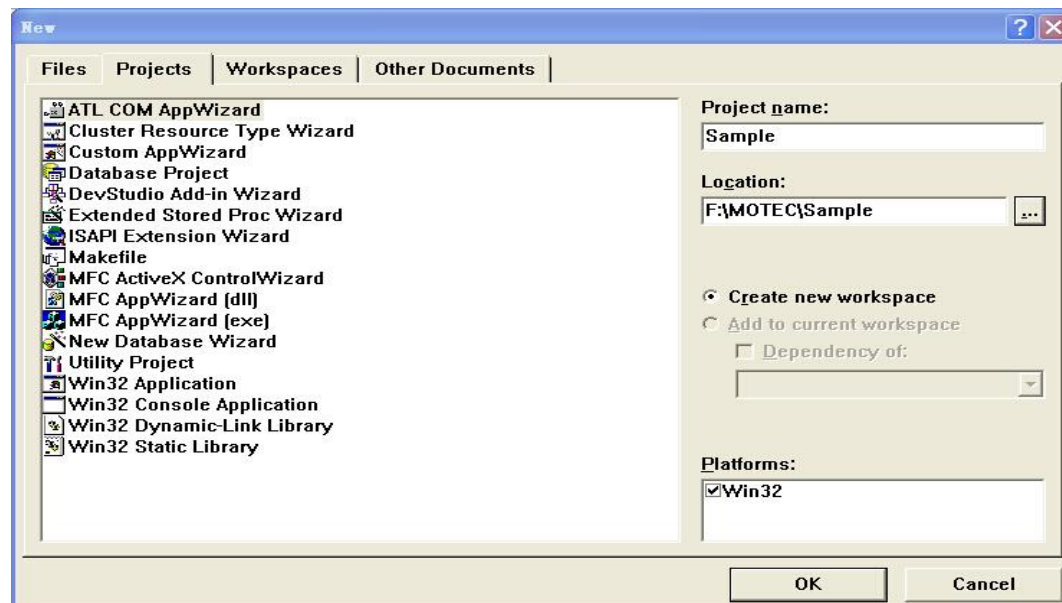 New
Files Projects Workspaces Other Documents
ATL COM AppWizard
Cluster Resource Type Wizard
Custom AppWizard
Database Project
DevStudio Add-in Wizard
Extended Stored Proc Wizard
ISAPI Extension Wizard
Makefile
MFC ActiveX ControlWizard
MFC AppWizard (dll)
MFC AppWizard (exe)
New Database Wizard
Utility Project
Win32 Application
Win32 Console Application
Win32 Dynamic-Link Library
Win32 Static Library
Project name:
Sample
Location:
F:\MOTEC\Sample
...
Create new workspace
Add to current workspace
Dependency of:
Platforms:
Win32
OK Cancel